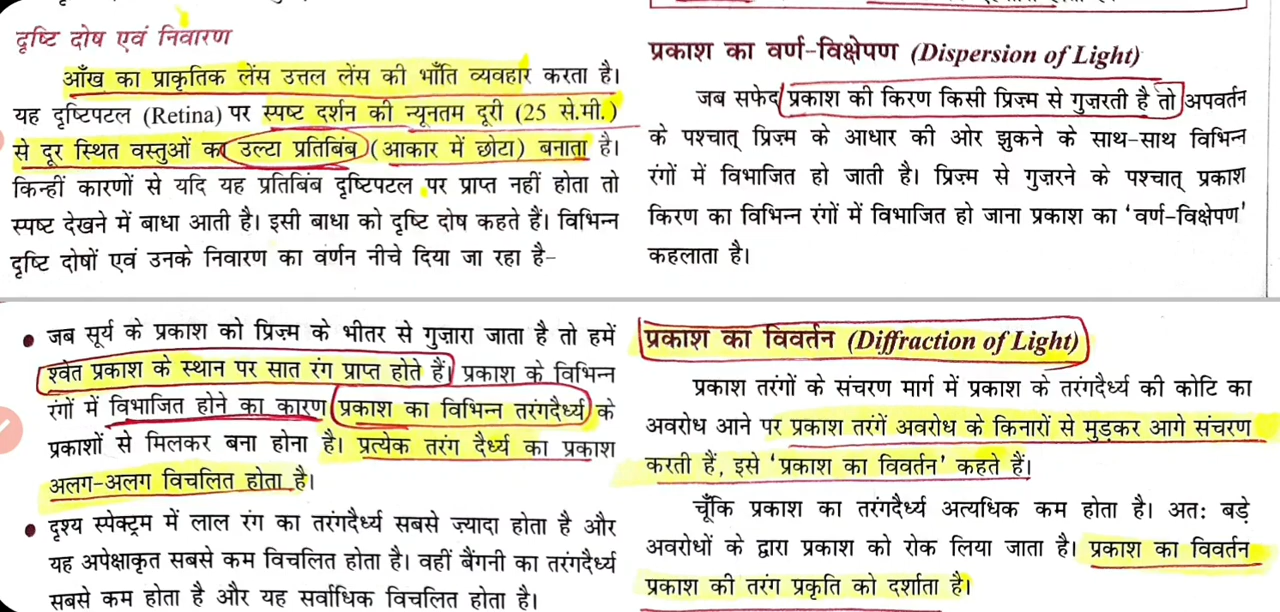 दृष्टि दोष एवं निवारण
आँख का प्राकृतिक लेंस उत्तल लेंस की भाँति व्यवहार करता है।
यह दृष्टिपटल (Retina) पर स्पष्ट दर्शन की न्यूनतम दूरी (25 से.मी.)
से दूर स्थित वस्तुओं का उल्टा प्रतिबिंब (आकार में छोटा) बनाता है।
किन्हीं कारणों से यदि यह प्रतिबिंब दृष्टिपटल पर प्राप्त नहीं होता तो
स्पष्ट देखने में बाधा आती है। इसी बाधा को दृष्टि दोष कहते हैं। विभिन्न
दृष्टि दोषों एवं उनके निवारण का वर्णन नीचे दिया जा रहा है-
प्रकाश का वर्ण-विक्षेपण (Dispersion of Light)
जब सफेद प्रकाश की किरण किसी प्रिज़्म से गुज़रती है तो अपवर्तन
के पश्चात् प्रिज़्म के आधार की ओर झुकने के साथ-साथ विभिन्न
रंगों में विभाजित हो जाती है। प्रिज़्म से गुज़रने के पश्चात् प्रकाश
किरण का विभिन्न रंगों में विभाजित हो जाना प्रकाश का ‘वर्ण-विक्षेपण’
कहलाता है।
• जब सूर्य के प्रकाश को प्रिज़्म के भीतर से गुज़ारा जाता है तो हमें
श्वेत प्रकाश के स्थान पर सात रंग प्राप्त होते हैं। प्रकाश के विभिन्न
रंगों में विभाजित होने का कारण प्रकाश का विभिन्न तरंगदैर्ध्य के
प्रकाशों से मिलकर बना होना है। प्रत्येक तरंग दैर्ध्य का प्रकाश
अलग-अलग विचलित होता है।
• दृश्य स्पेक्ट्रम में लाल रंग का तरंगदैर्ध्य सबसे ज़्यादा होता है और
यह अपेक्षाकृत सबसे कम विचलित होता है। वहीं बैंगनी का तरंगदैर्ध्य
सबसे कम होता है और यह सर्वाधिक विचलित होता है।
प्रकाश का विवर्तन (Diffraction of Light)
प्रकाश तरंगों के संचरण मार्ग में प्रकाश के तरंगदैर्ध्य की कोटि का
अवरोध आने पर प्रकाश तरंगें अवरोध के किनारों से मुड़कर आगे संचरण
करती हैं, इसे ‘प्रकाश का विवर्तन’ कहते हैं।
चूँकि प्रकाश का तरंगदैर्ध्य अत्यधिक कम होता है। अतः बड़े
अवरोधों के द्वारा प्रकाश को रोक लिया जाता है। प्रकाश का विवर्तन
प्रकाश की तरंग प्रकृति को दर्शाता है।